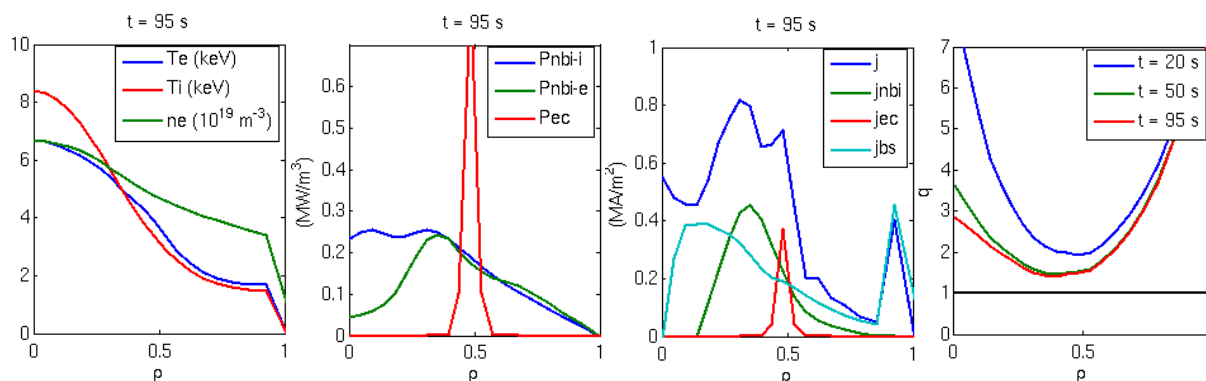 t = 95 s
10
8
6
4
2
0
0
0.5
1
ρ
Te (keV)
Ti (keV)
ne (10¹⁹ m⁻³)
t = 95 s
(MW/m³)
0.6
0.5
0.4
0.3
0.2
0.1
0
0
0.5
1
ρ
Pnbi-i
Pnbi-e
Pec
t = 95 s
(MA/m²)
1
0.8
0.6
0.4
0.2
0
0
0.5
1
ρ
j
jnbi
jec
jbs
q
7
6
5
4
3
2
1
0
0
0.5
1
ρ
t = 20 s
t = 50 s
t = 95 s